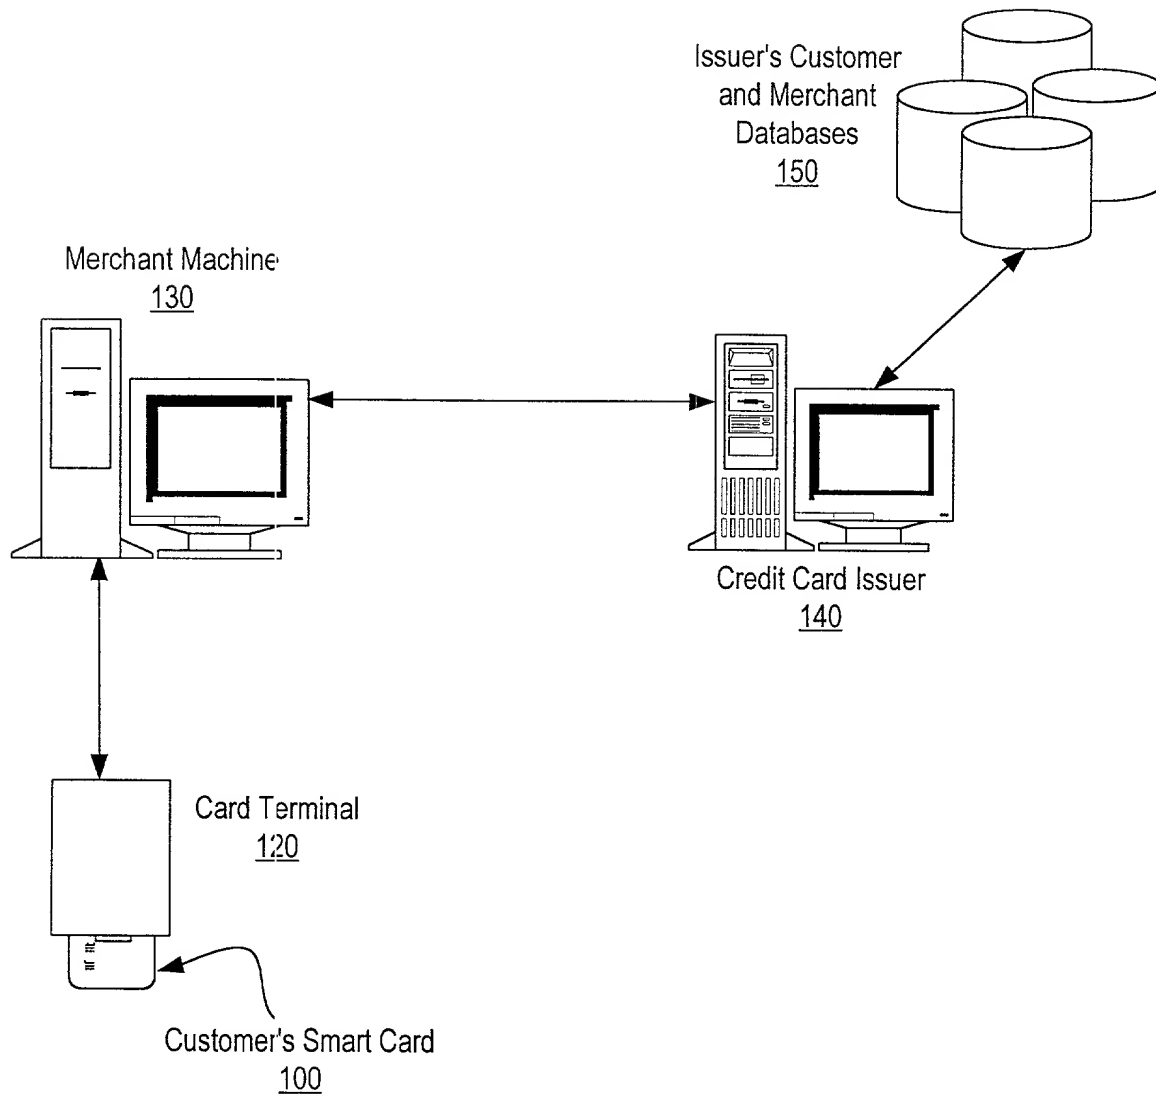 Issuer's Customer
and Merchant
Databases
150
Merchant Machine
130
Credit Card Issuer
140
Card Terminal
120
Customer's Smart Card
100